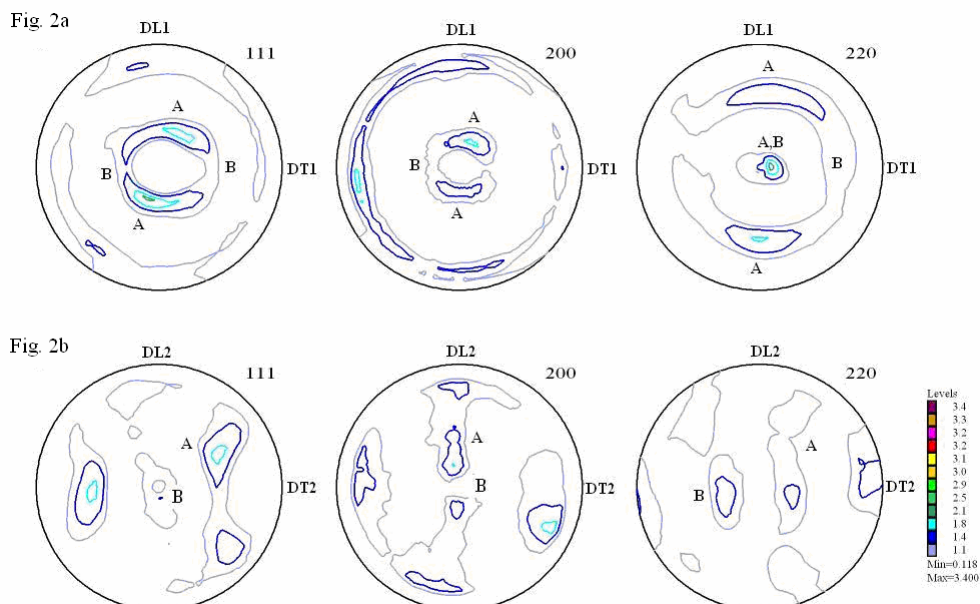 Fig. 2a
DL1 111
DL1 200
DL1 220
A
B B
A
DT1
A
B
A
DT1
A
A,B
B
A
DT1
Fig. 2b
DL2 111
DL2 200
DL2 220
A
B
DT2
A
B
DT2
A
B
DT2
Levels
3.4
3.3
3.2
3.2
3.1
3.0
2.9
2.5
2.1
1.8
1.4
1.1
Min=0.118
Max=3.400